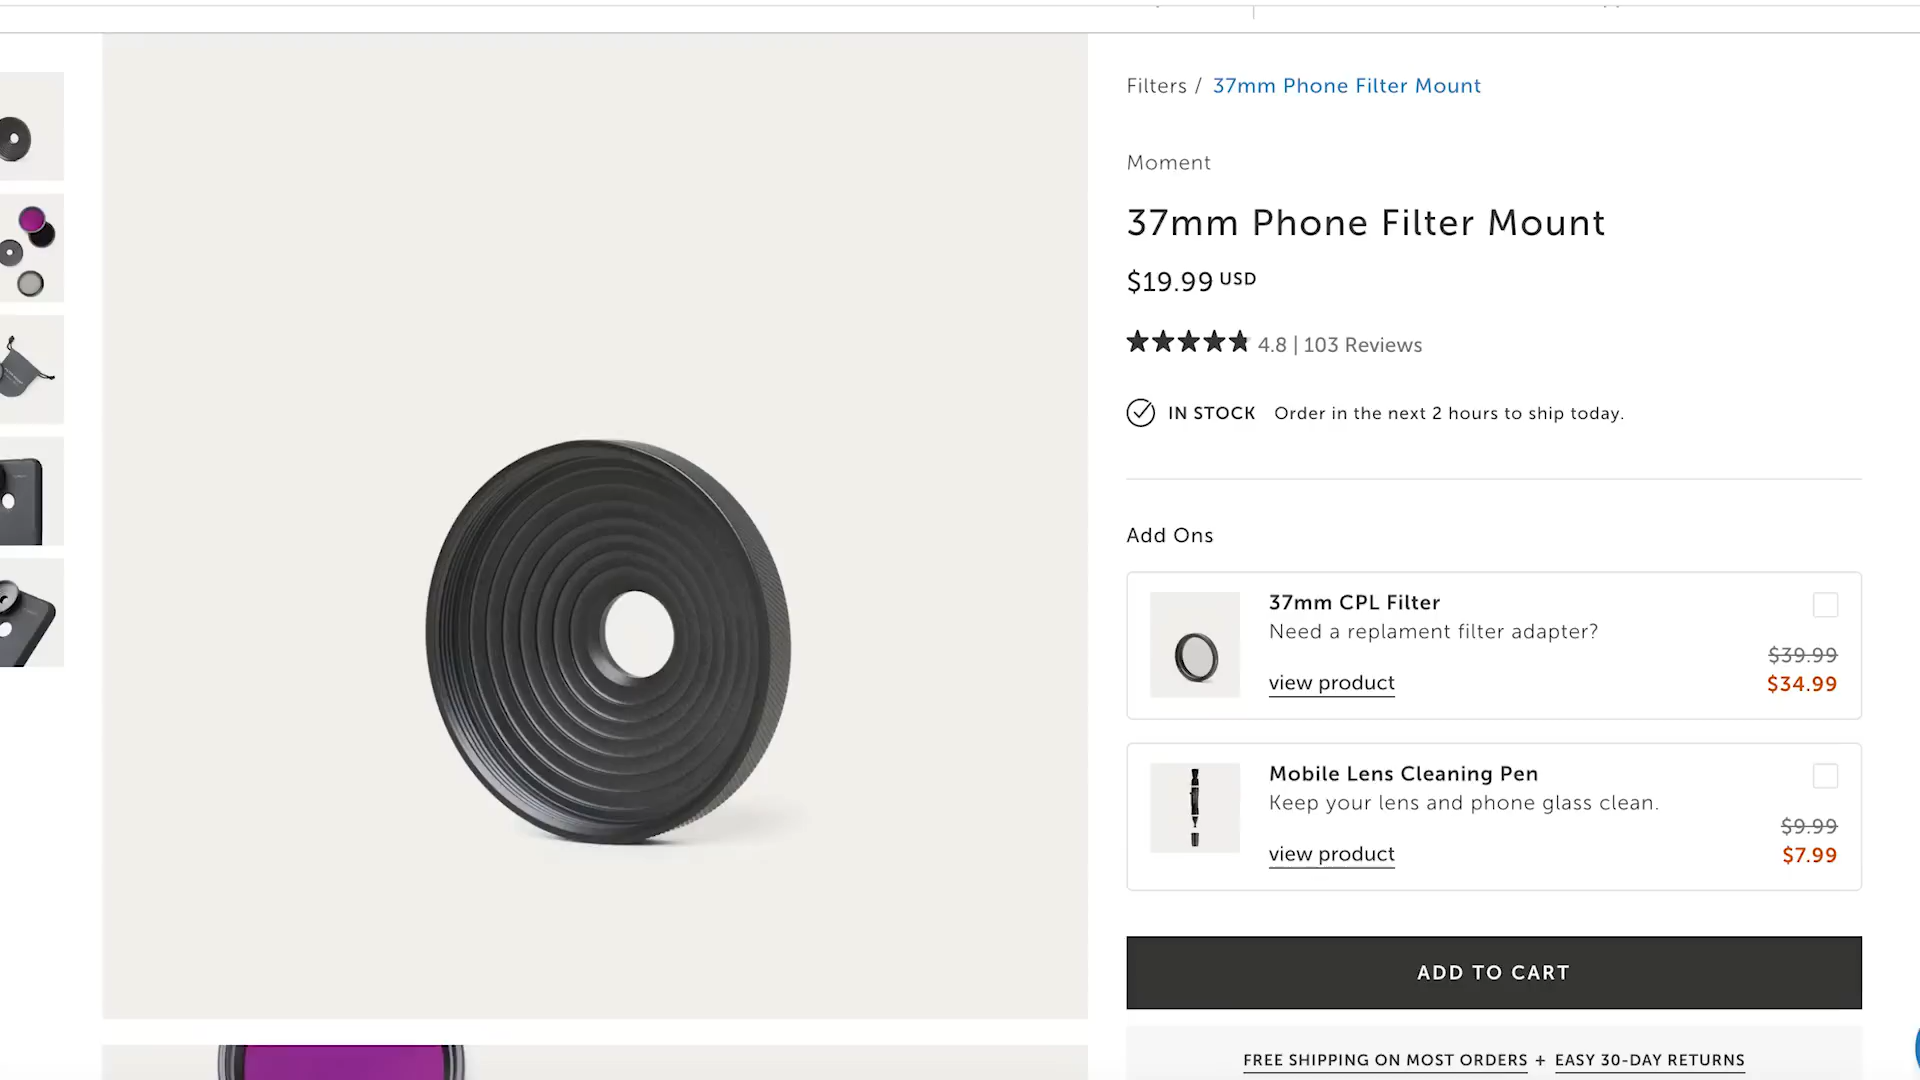 Filters / 37mm Phone Filter Mount
Moment
37mm Phone Filter Mount
$19.99 USD
4.8 | 103 Reviews
IN STOCK Order in the next 2 hours to ship today.
Add Ons
37mm CPL Filter
Need a replament filter adapter?
$39.99
view product
$34.99
Mobile Lens Cleaning Pen
Keep your lens and phone glass clean.
$9.99
view product
$7.99
ADD TO CART
FREE SHIPPING ON MOST ORDERS + EASY 30-DAY RETURNS